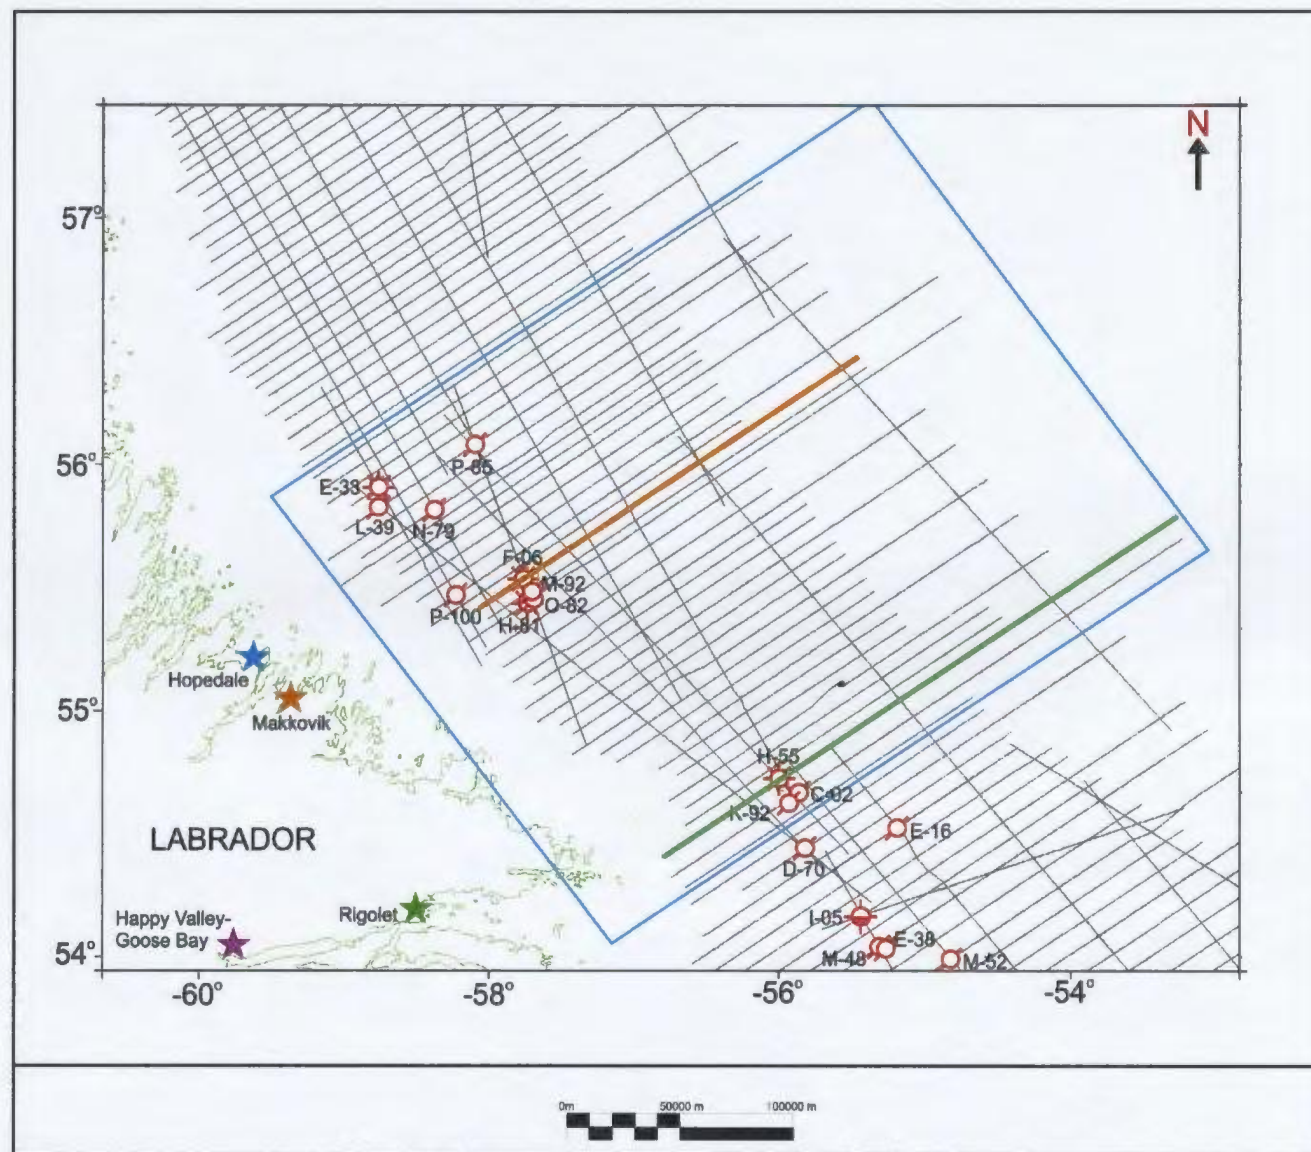 N
57°
56°
P-85
E-33
L-39
N-79
F-06
M-92
O-82
P-100
H-81
Hopedale
55°
Makkovik
H-55
C-02
K-92
LABRADOR
E-16
D-70
Happy Valley-
Goose Bay
Rigolet
I-05
E-38
M-48
M-52
54°
-60° -58° -56° -54°
0m 50000 m 100000 m